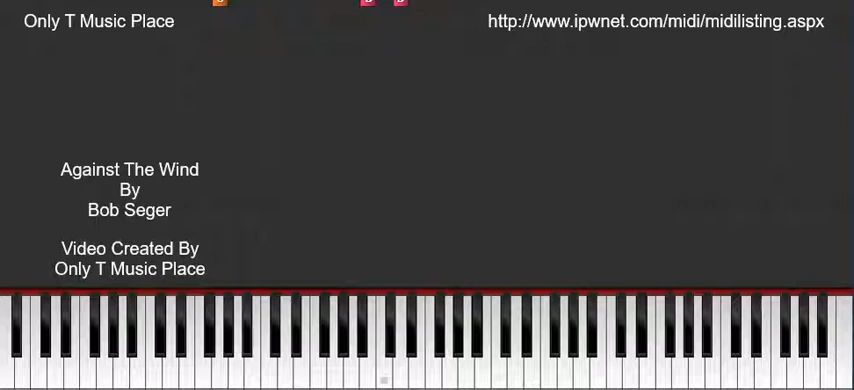 Only T Music Place
http://www.ipwnet.com/midi/midilisting.aspx
Against The Wind
By
Bob Seger
Video Created By
Only T Music Place